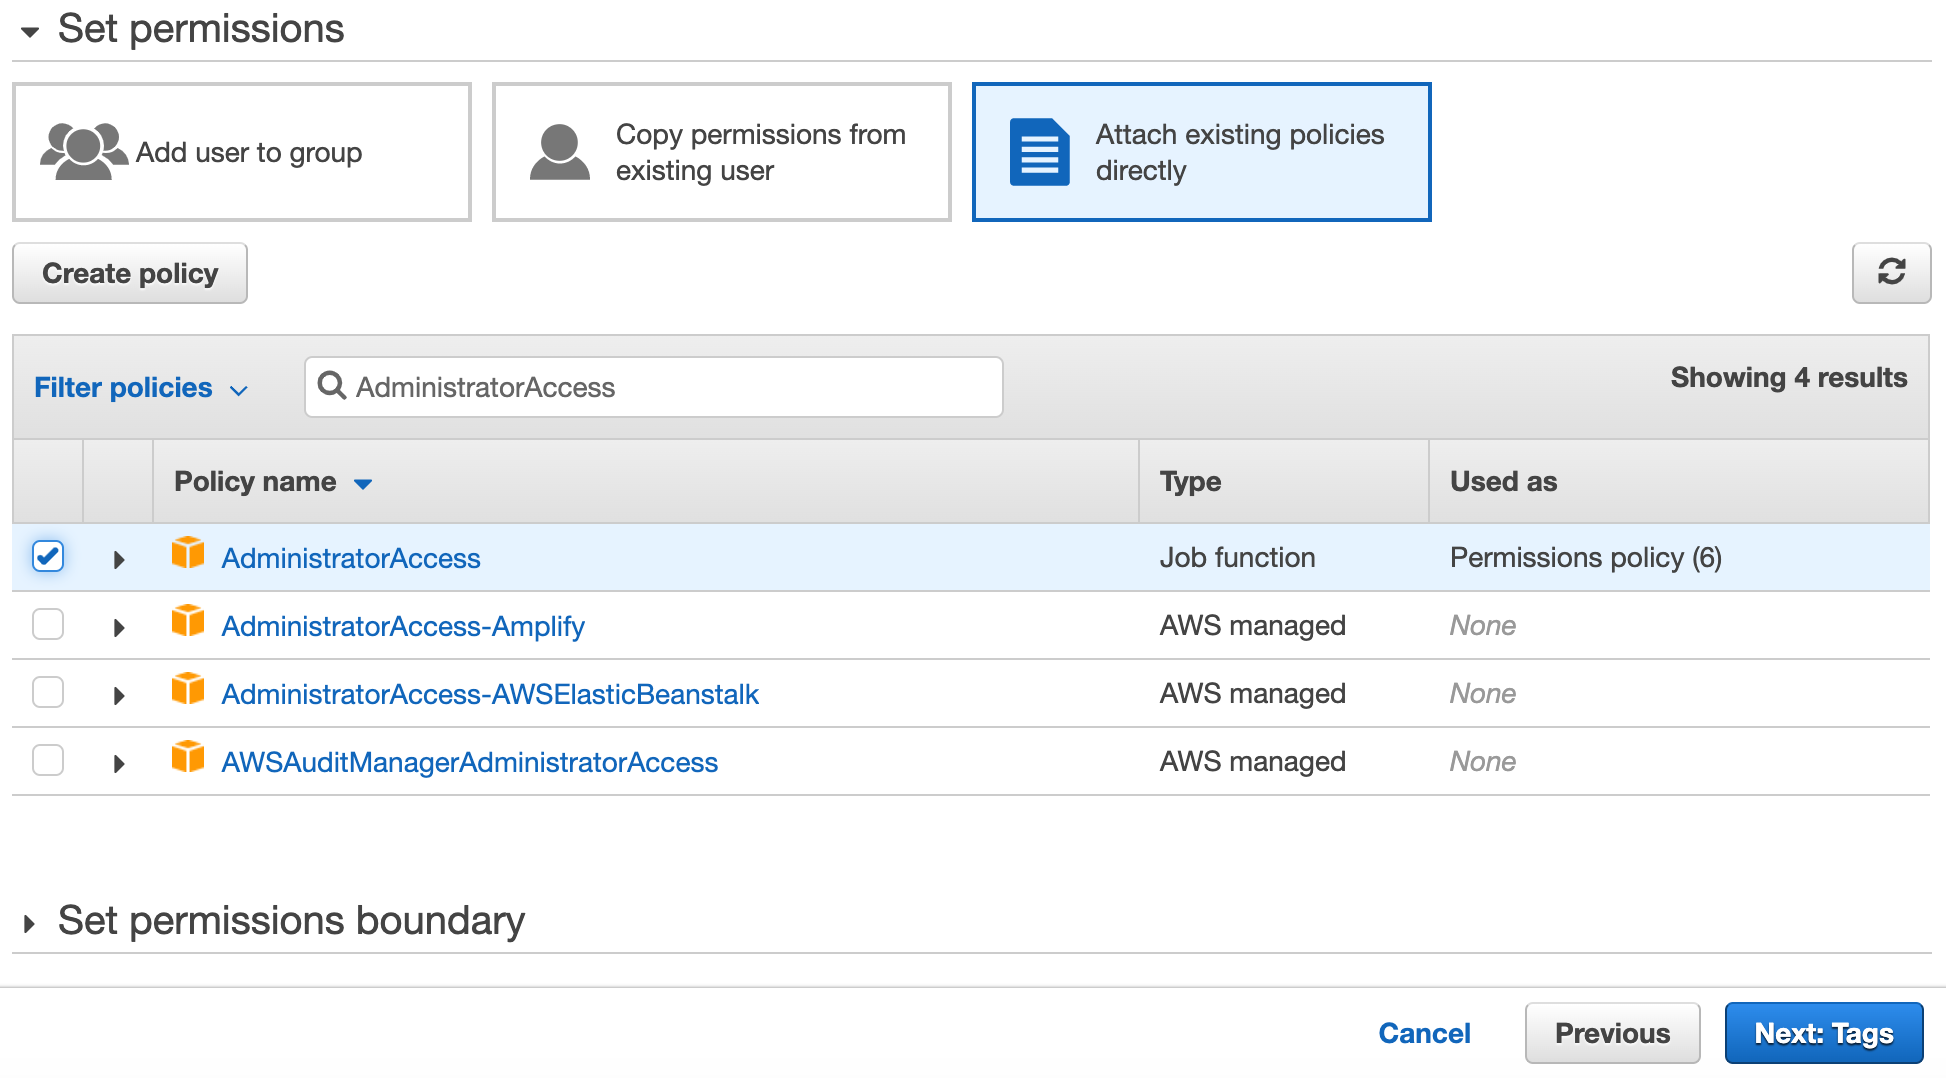 Set permissions
Add user to group
Copy permissions from
existing user
Attach existing policies
directly
Create policy
Filter policies
AdministratorAccess
Showing 4 results
Policy name Type Used as
AdministratorAccess Job function Permissions policy (6)
AdministratorAccess-Amplify AWS managed None
AdministratorAccess-AWSElasticBeanstalk AWS managed None
AWSAuditManagerAdministratorAccess AWS managed None
Set permissions boundary
Cancel Previous Next: Tags